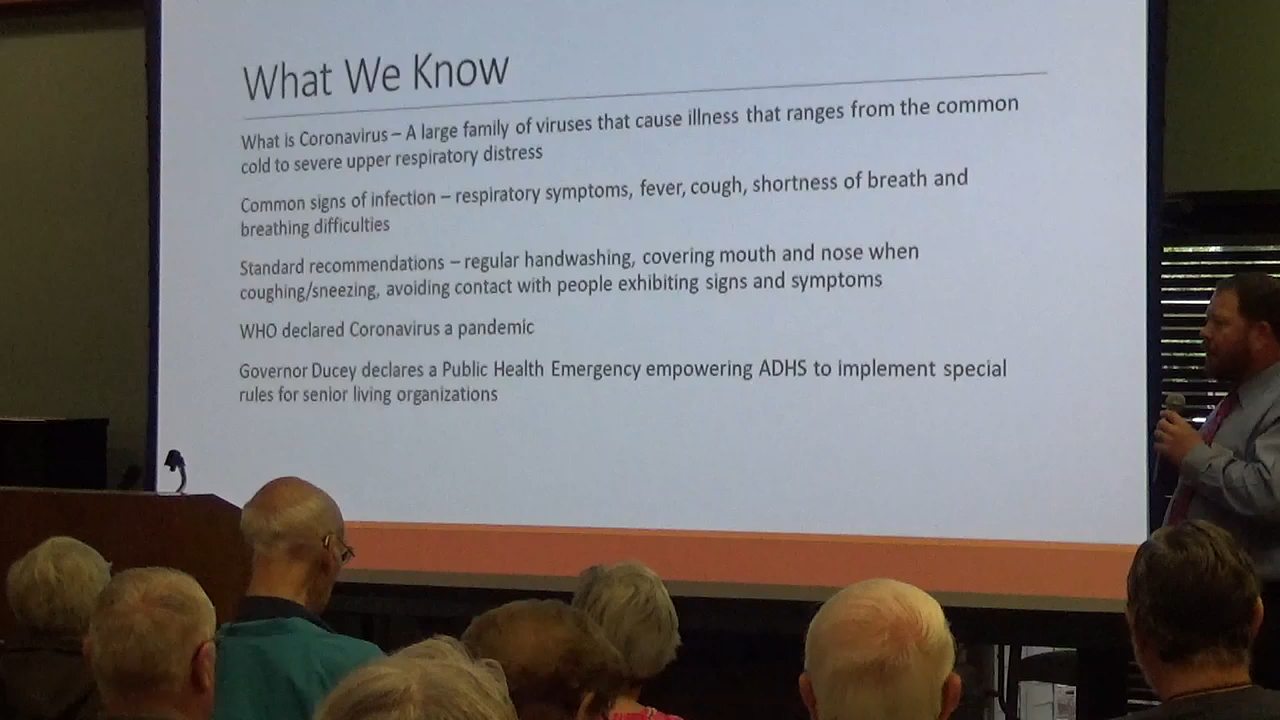 What We Know
What is Coronavirus – A large family of viruses that cause illness that ranges from the common
cold to severe upper respiratory distress
Common signs of infection – respiratory symptoms, fever, cough, shortness of breath and
breathing difficulties
Standard recommendations – regular handwashing, covering mouth and nose when
coughing/sneezing, avoiding contact with people exhibiting signs and symptoms
WHO declared Coronavirus a pandemic
Governor Ducey declares a Public Health Emergency empowering ADHS to implement special
rules for senior living organizations